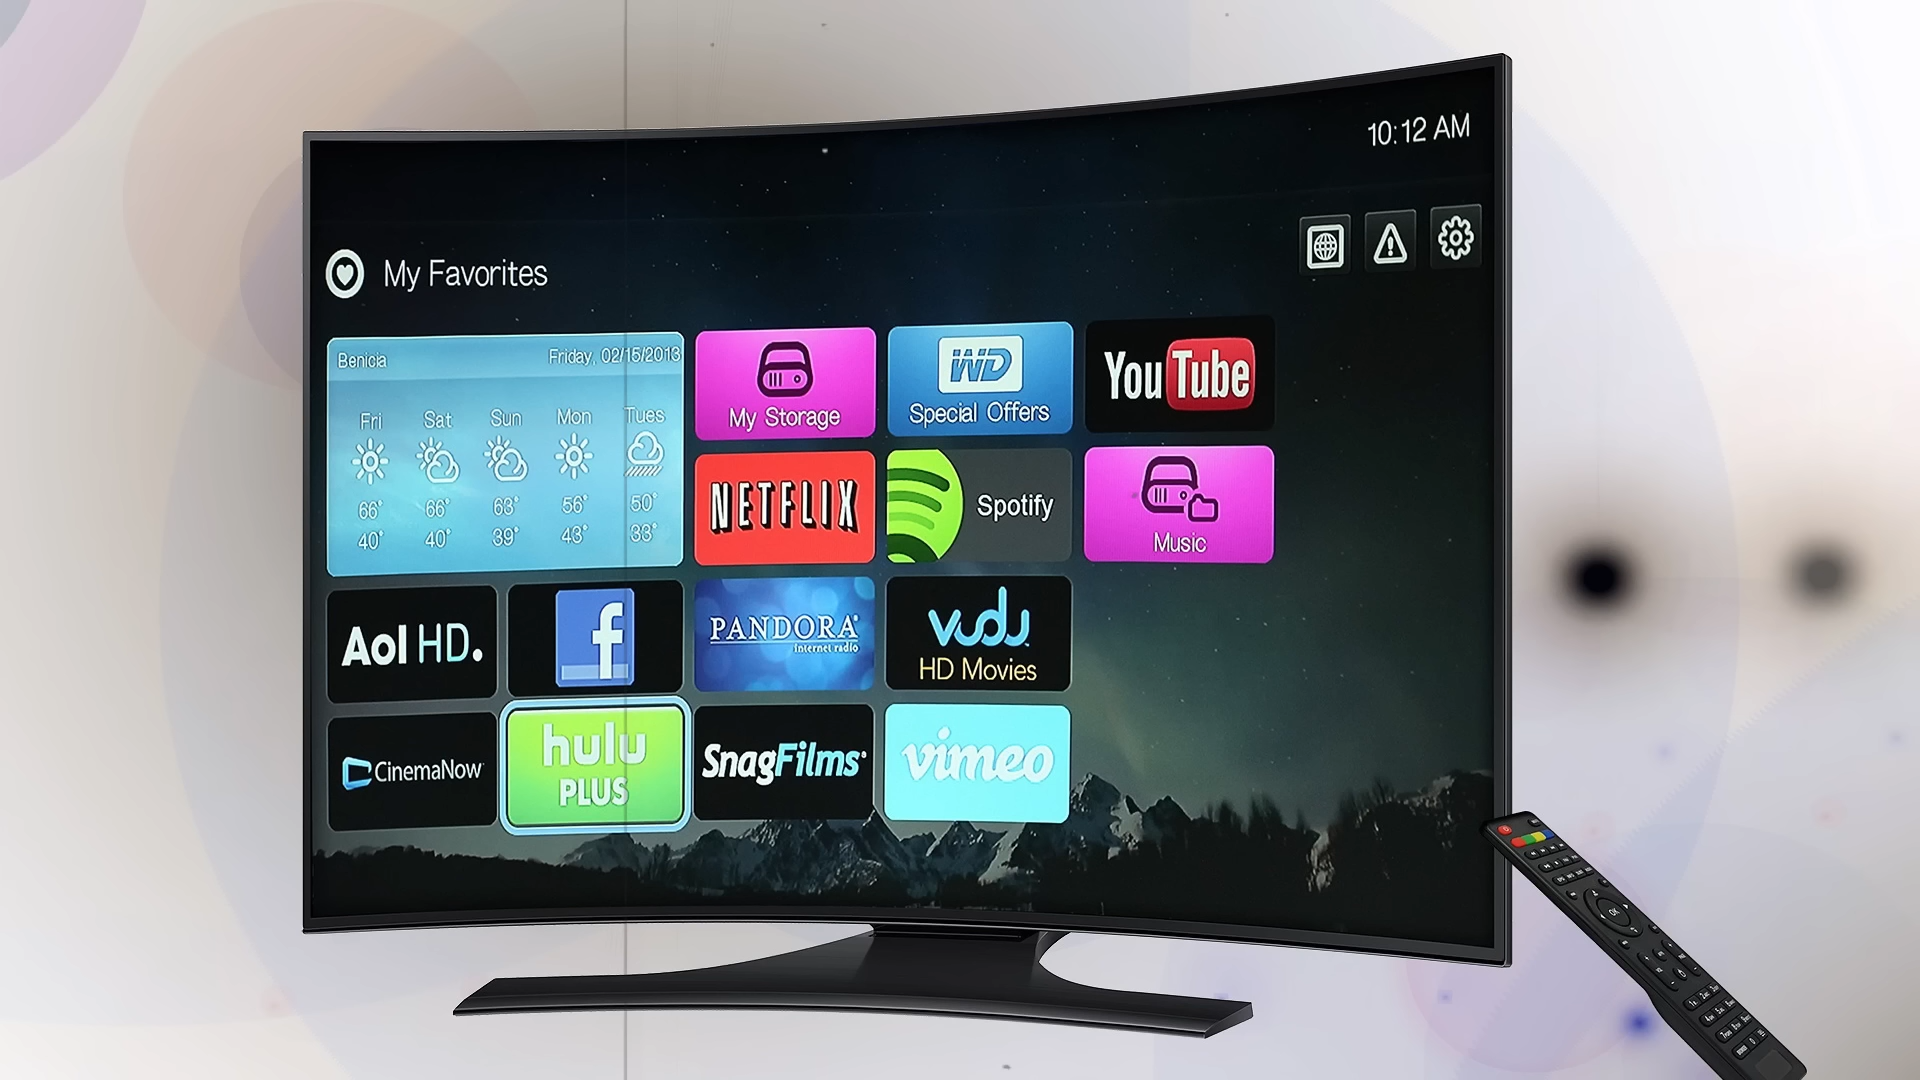 10:12 AM
My Favorites
Benicia
Friday, 02/15/2013
Fri Sat Sun Mon Tues
66° 66° 63° 56° 50°
40° 40° 39° 43° 33°
My Storage
WD
Special Offers
YouTube
NETFLIX
Spotify
Music
Aol HD.
f
PANDORA®
internet radio
vudu
HD Movies
CinemaNow
hulu
PLUS
SnagFilms
vimeo
OK